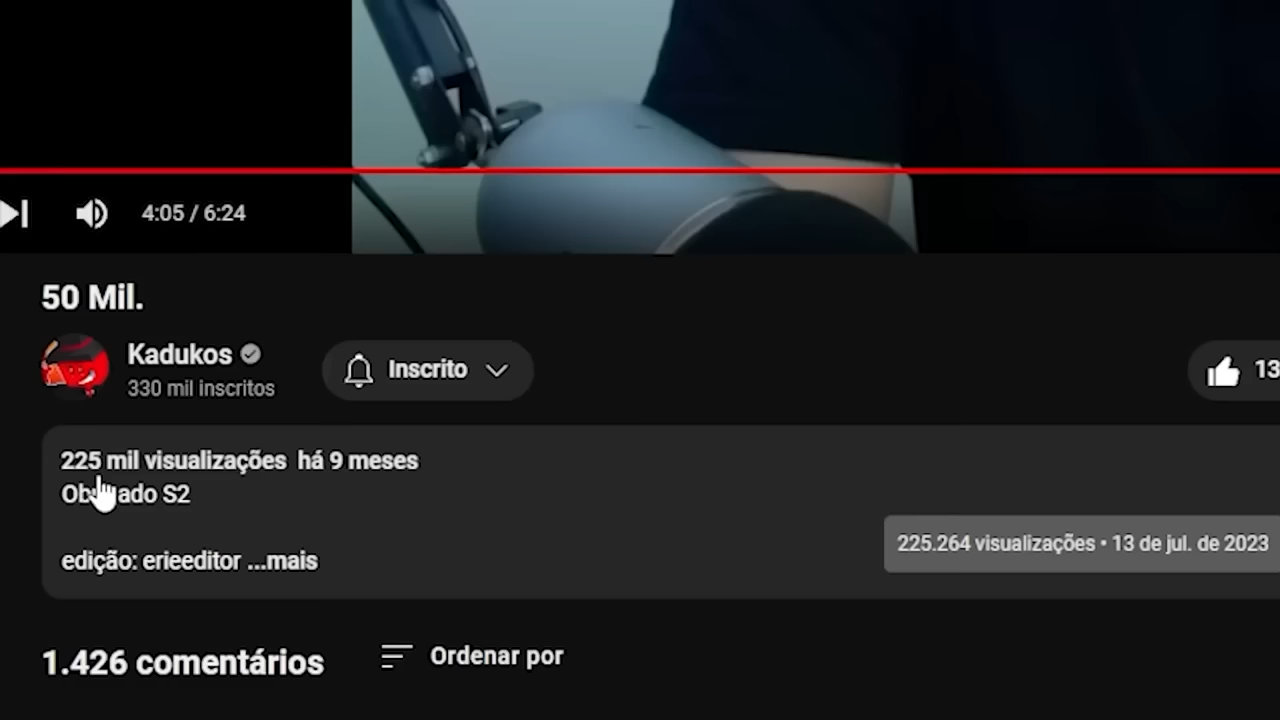 4:05 / 6:24
50 Mil.
Kadukos
330 mil inscritos
Inscrito
13
225 mil visualizações há 9 meses
Obrigado S2
225.264 visualizações • 13 de jul. de 2023
edição: erieeditor ...mais
1.426 comentários
Ordenar por